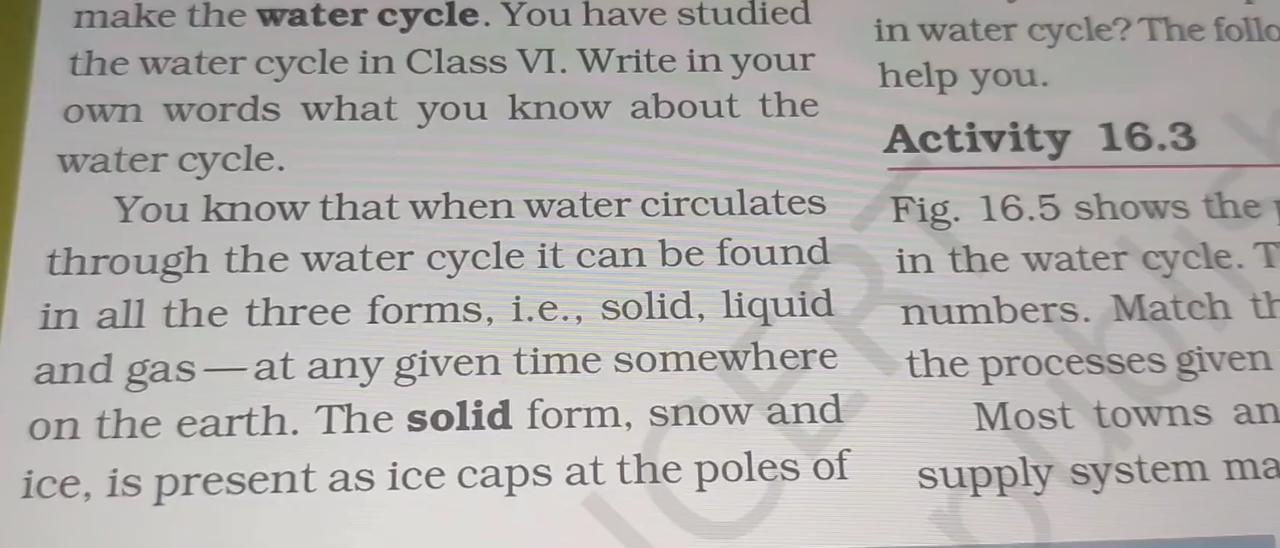 make the water cycle. You have studied
the water cycle in Class VI. Write in your
own words what you know about the
water cycle.
You know that when water circulates
through the water cycle it can be found
in all the three forms, i.e., solid, liquid
and gas—at any given time somewhere
on the earth. The solid form, snow and
ice, is present as ice caps at the poles of
in water cycle? The follo
help you.
Activity 16.3
Fig. 16.5 shows the
in the water cycle. T
numbers. Match th
the processes given
Most towns an
supply system ma